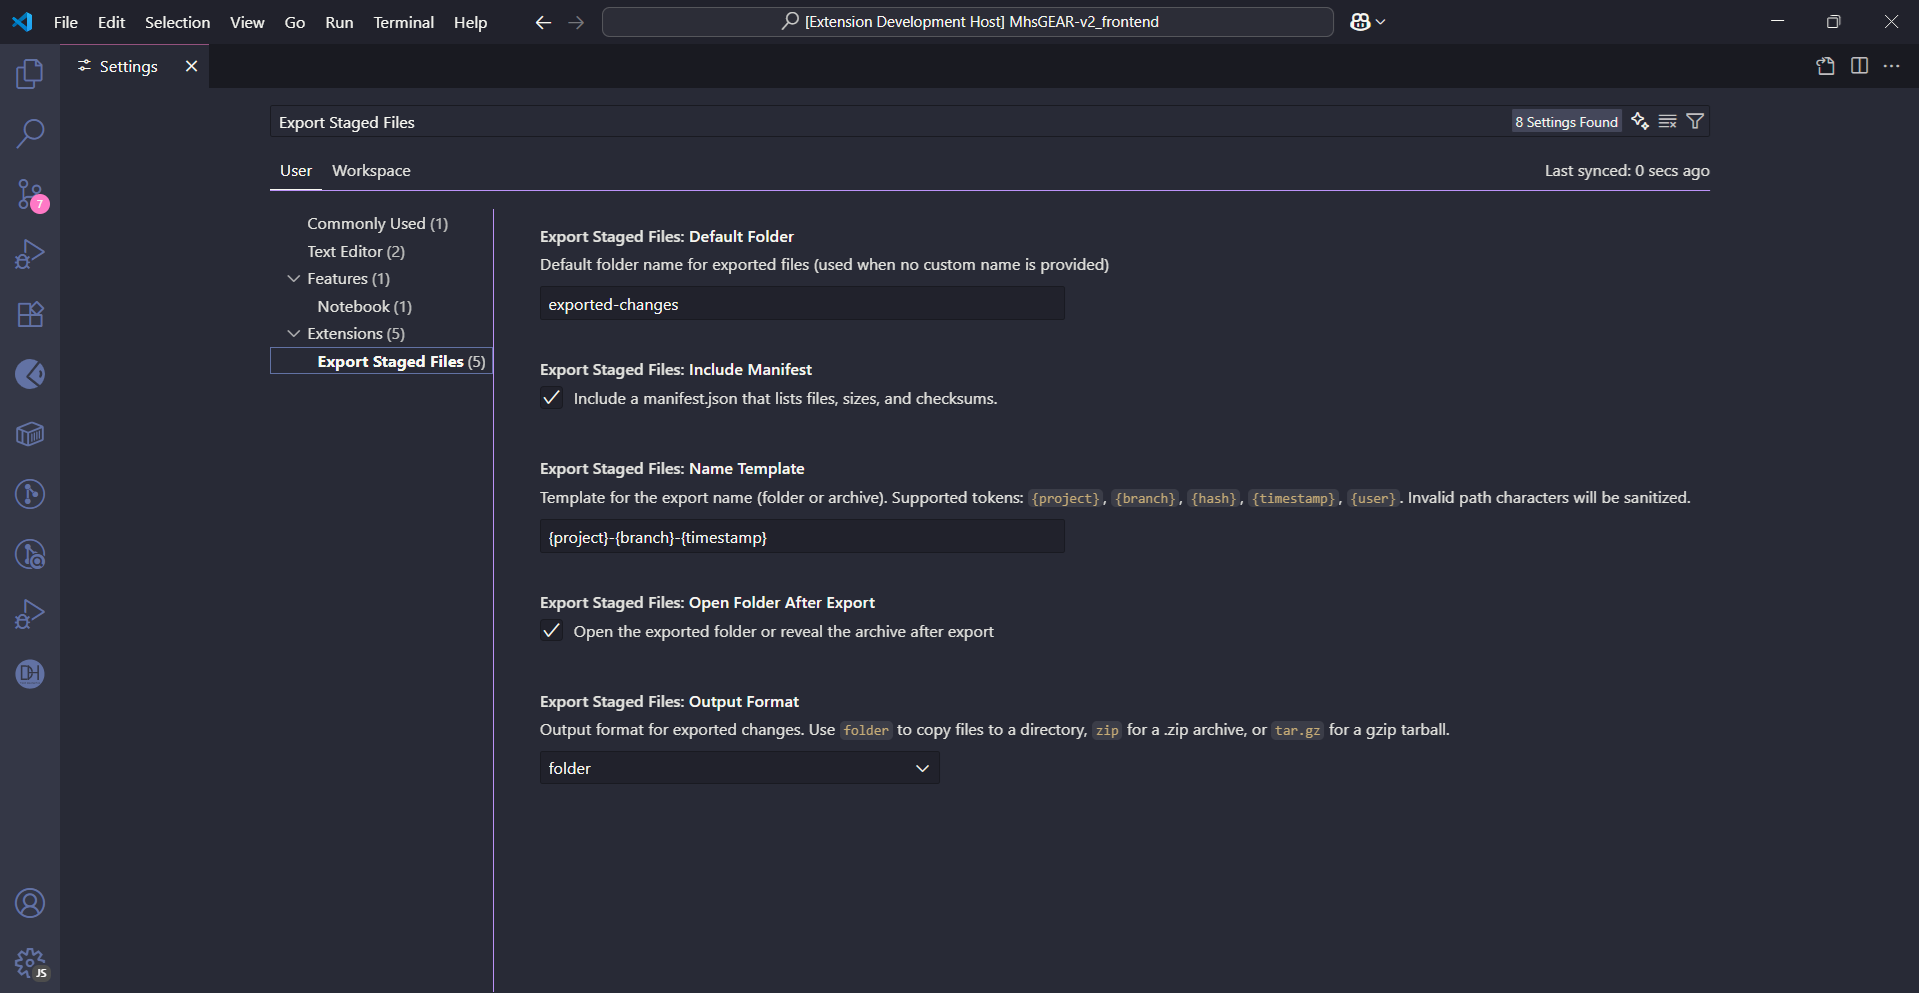 File Edit Selection View Go Run Terminal Help
[Extension Development Host] MhsGEAR-v2_frontend
Settings
Export Staged Files
8 Settings Found
User Workspace
Last synced: 0 secs ago
7
Commonly Used (1)
Text Editor (2)
Features (1)
Notebook (1)
Extensions (5)
Export Staged Files (5)
Export Staged Files: Default Folder
Default folder name for exported files (used when no custom name is provided)
exported-changes
Export Staged Files: Include Manifest
Include a manifest.json that lists files, sizes, and checksums.
Export Staged Files: Name Template
Template for the export name (folder or archive). Supported tokens: {project}, {branch}, {hash}, {timestamp}, {user}. Invalid path characters will be sanitized.
{project}-{branch}-{timestamp}
Export Staged Files: Open Folder After Export
Open the exported folder or reveal the archive after export
Export Staged Files: Output Format
Output format for exported changes. Use folder to copy files to a directory, zip for a .zip archive, or tar.gz for a gzip tarball.
folder
DH
JS